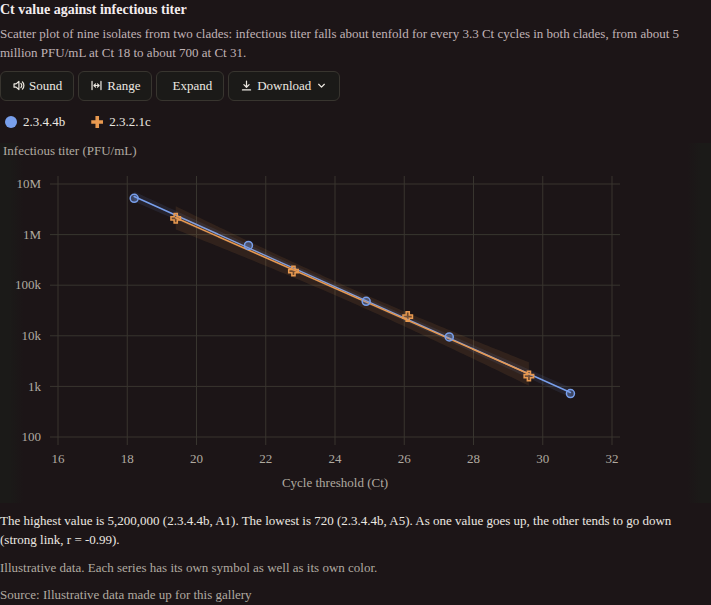 Ct value against infectious titer
Scatter plot of nine isolates from two clades: infectious titer falls about tenfold for every 3.3 Ct cycles in both clades, from about 5
million PFU/mL at Ct 18 to about 700 at Ct 31.
Sound Range Expand Download
2.3.4.4b 2.3.2.1c
Infectious titer (PFU/mL)
10M
1M
100k
10k
1k
100
16 18 20 22 24 26 28 30 32
Cycle threshold (Ct)
The highest value is 5,200,000 (2.3.4.4b, A1). The lowest is 720 (2.3.4.4b, A5). As one value goes up, the other tends to go down
(strong link, r = -0.99).
Illustrative data. Each series has its own symbol as well as its own color.
Source: Illustrative data made up for this gallery